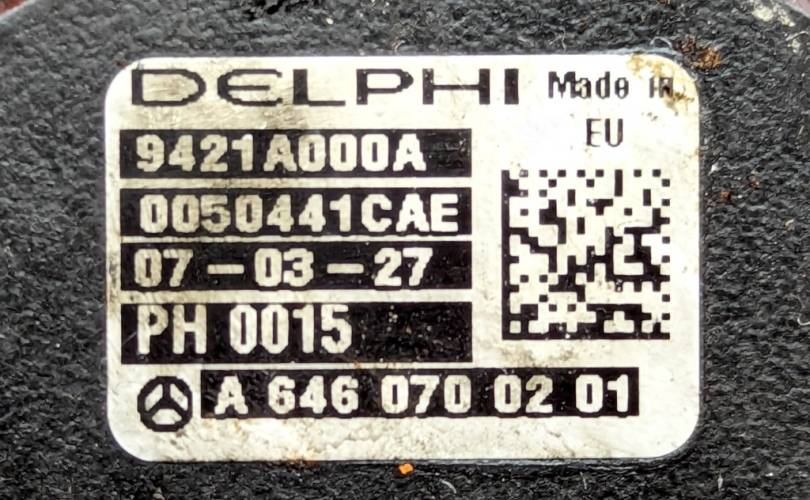 DELPHI
Made in
EU
9421A000A
0050441CAE
07-03-27
PH 0015
A 646 070 02 01